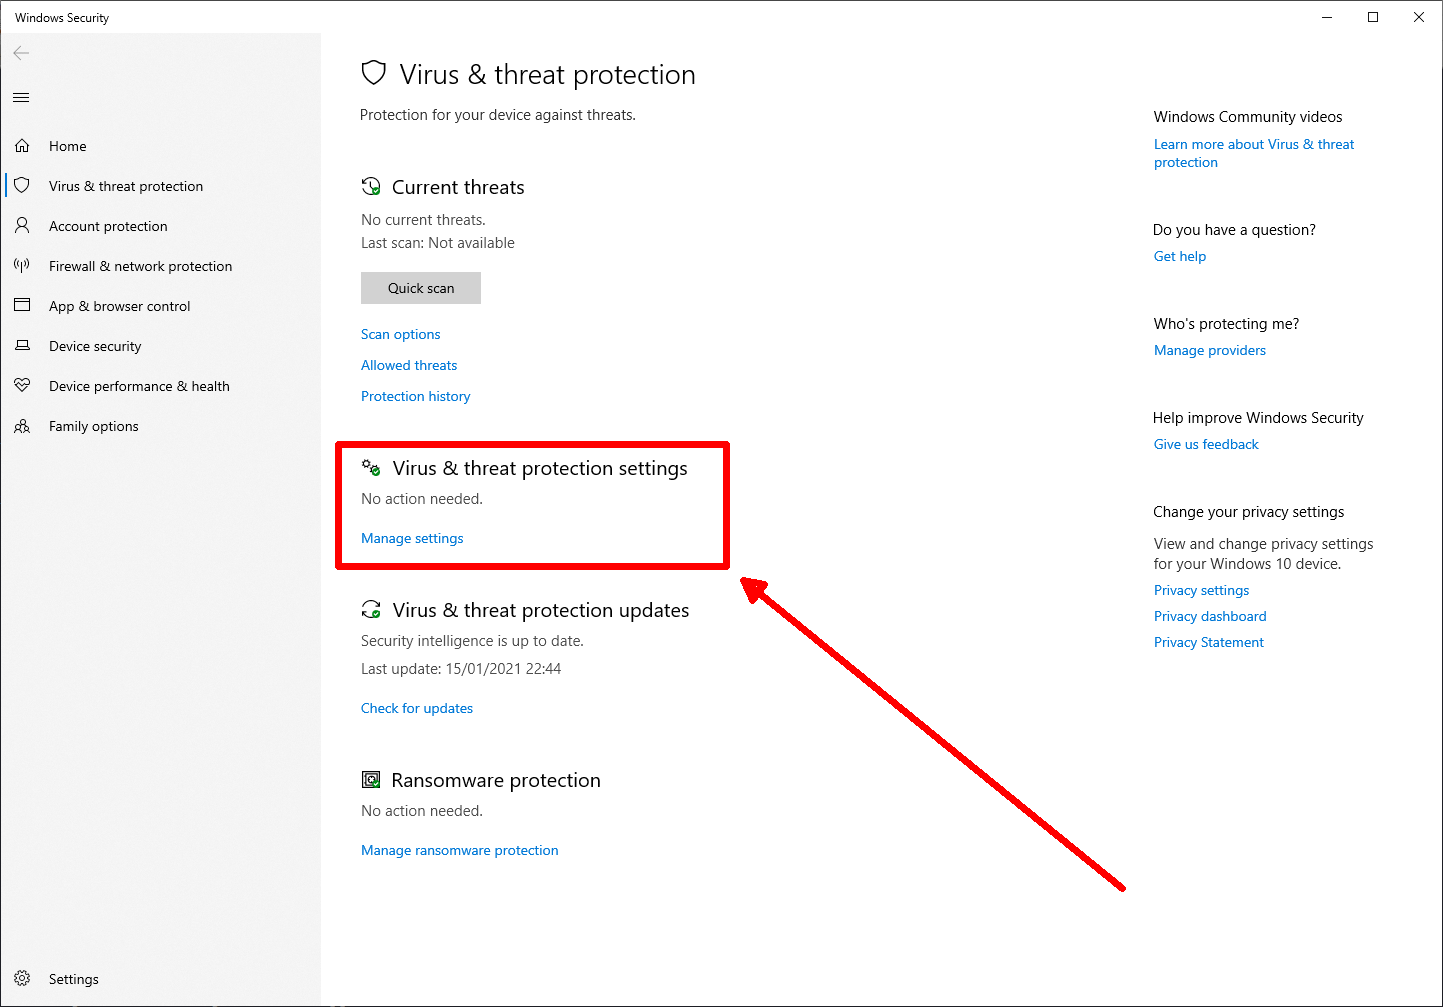 Windows Security
Home
Virus & threat protection
Account protection
Firewall & network protection
App & browser control
Device security
Device performance & health
Family options
Settings
Virus & threat protection
Protection for your device against threats.
Current threats
No current threats.
Last scan: Not available
Quick scan
Scan options
Allowed threats
Protection history
Virus & threat protection settings
No action needed.
Manage settings
Virus & threat protection updates
Security intelligence is up to date.
Last update: 15/01/2021 22:44
Check for updates
Ransomware protection
No action needed.
Manage ransomware protection
Windows Community videos
Learn more about Virus & threat
protection
Do you have a question?
Get help
Who's protecting me?
Manage providers
Help improve Windows Security
Give us feedback
Change your privacy settings
View and change privacy settings
for your Windows 10 device.
Privacy settings
Privacy dashboard
Privacy Statement